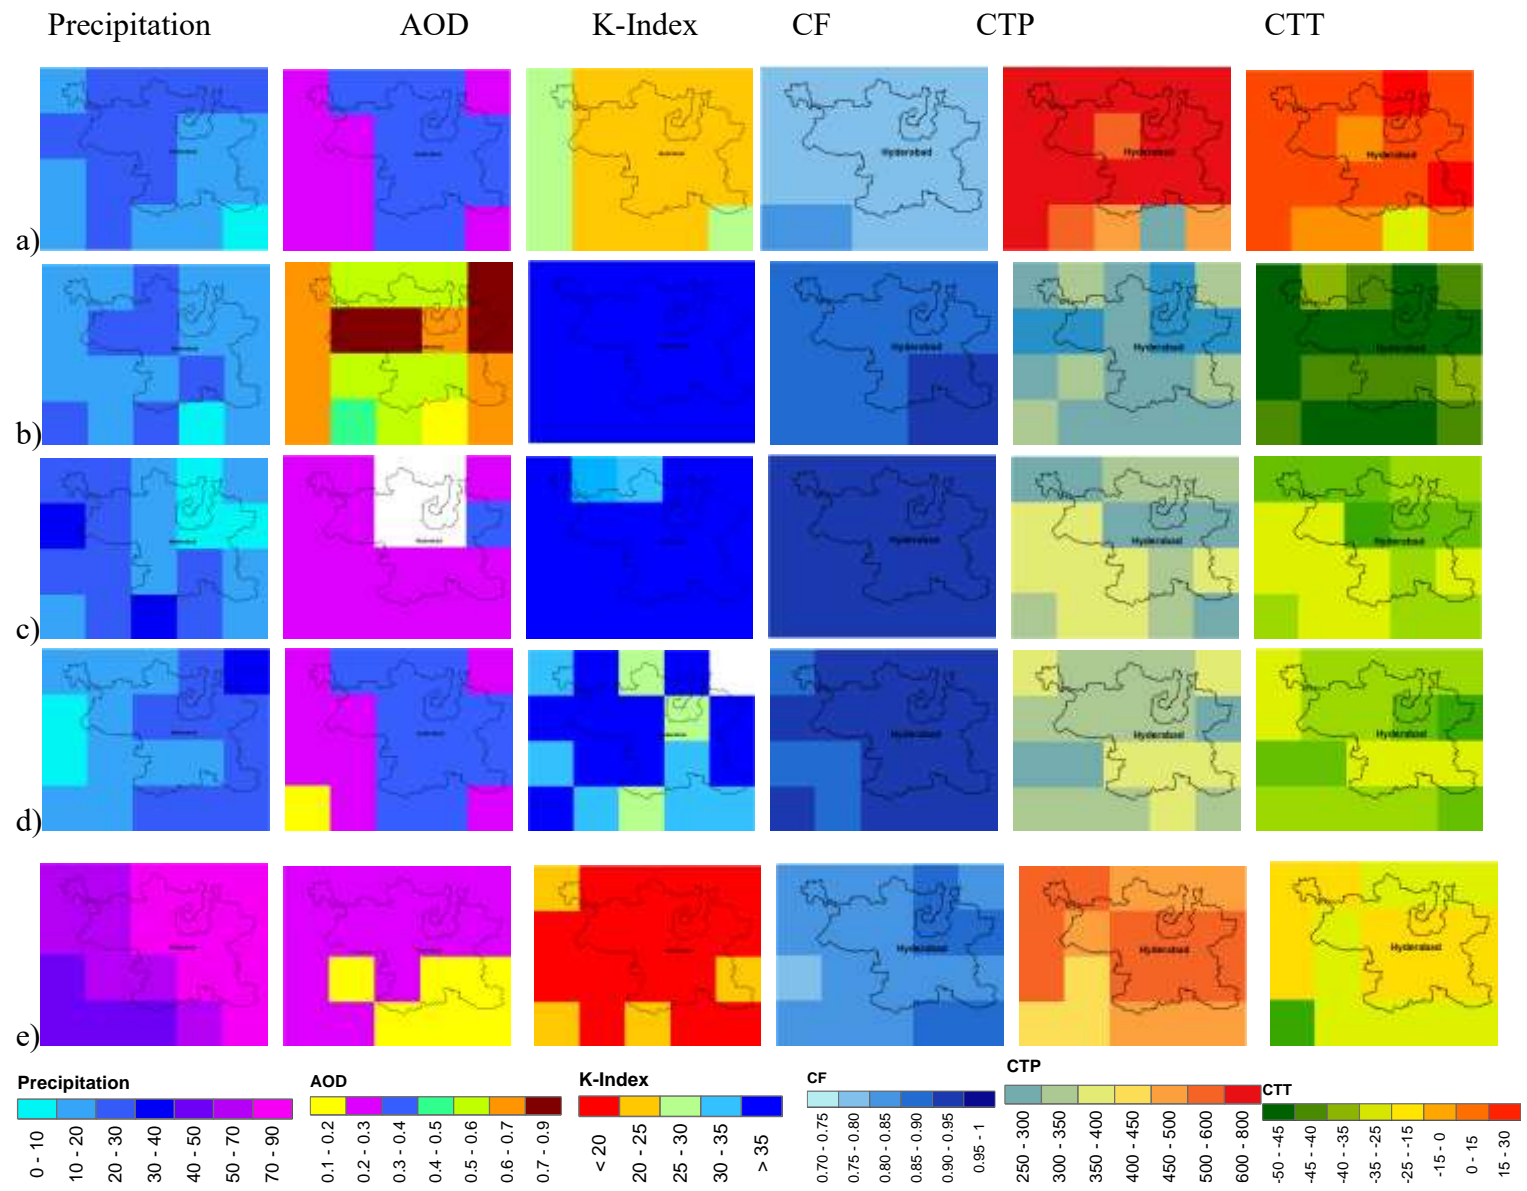 Precipitation AOD K-Index CF CTP CTT
a)
Hyderabad Hyderabad Hyderabad
b)
Hyderabad Hyderabad Hyderabad
c)
Hyderabad Hyderabad Hyderabad
d)
Hyderabad Hyderabad Hyderabad
e)
Hyderabad Hyderabad Hyderabad
Precipitation
0 - 10 10 - 20 20 - 30 30 - 40 40 - 50 50 - 70 70 - 90
AOD
0.1 - 0.2 0.2 - 0.3 0.3 - 0.4 0.4 - 0.5 0.5 - 0.6 0.6 - 0.7 0.7 - 0.9
K-Index
< 20 20 - 25 25 - 30 30 - 35 > 35
CF
0.70 - 0.75 0.75 - 0.80 0.80 - 0.85 0.85 - 0.90 0.90 - 0.95 0.95 - 1
CTP
250 - 300 300 - 350 350 - 400 400 - 450 450 - 500 500 - 600 600 - 800
CTT
-50 - -45 -45 - -40 -40 - -35 -35 - -25 -25 - -15 -15 - 0 0 - 15 15 - 30